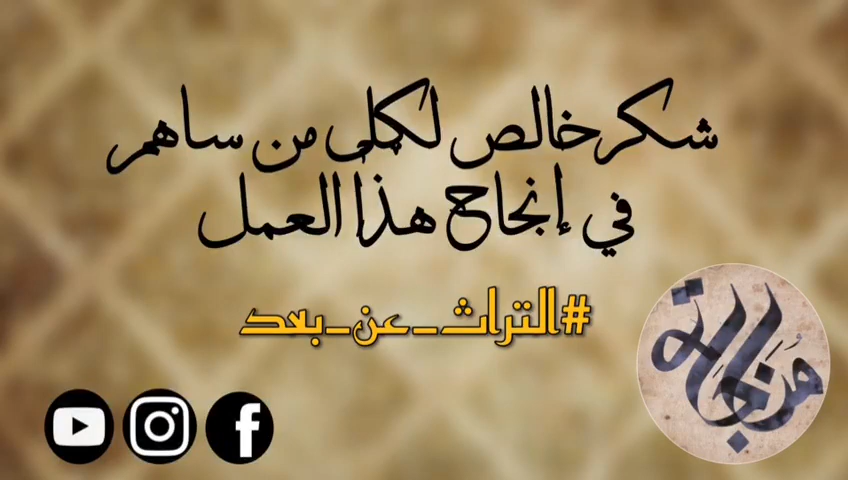 شكر خالص لكل من ساهم
في إنجاح هذا العمل
#التراث_عن_بعد